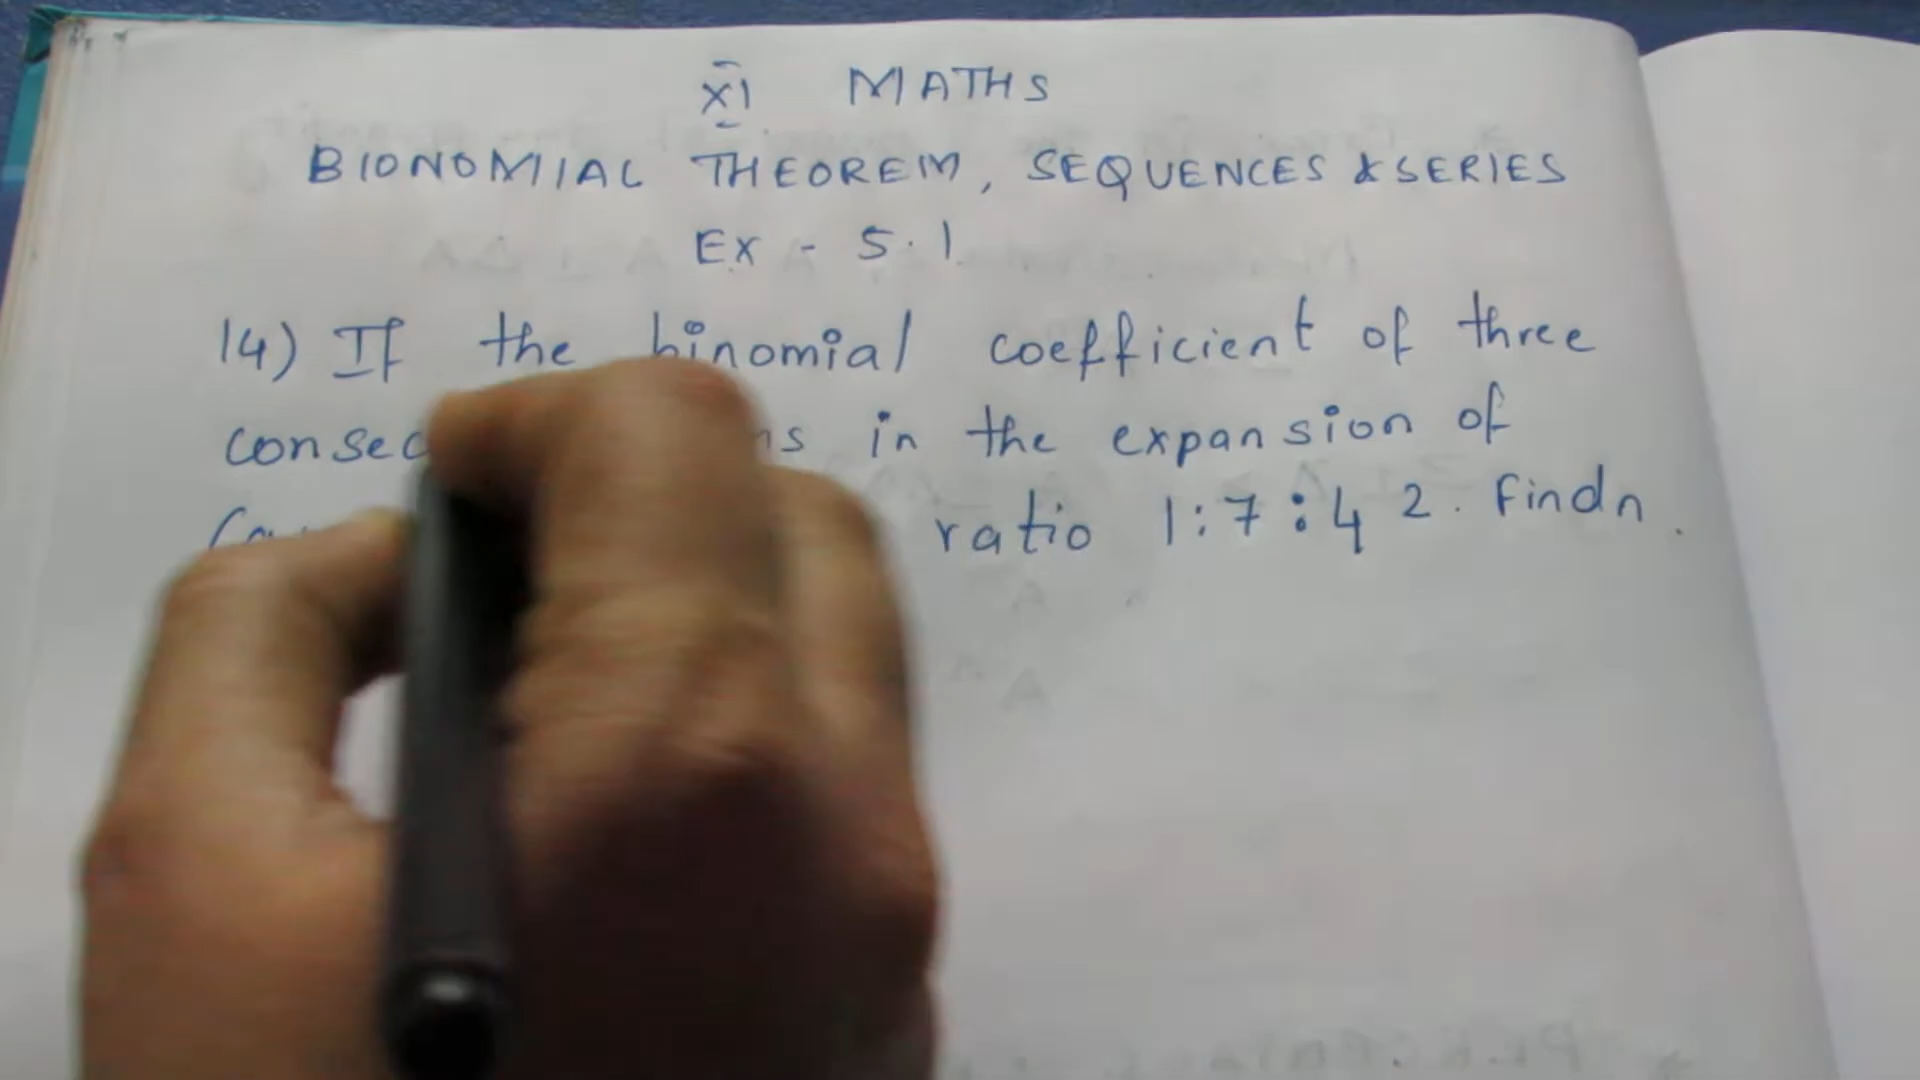 XI MATHS
BIONOMIAL THEOREM, SEQUENCES & SERIES
EX - 5.1
14) If the binomial coefficient of three
in the expansion of
ratio 1:7:42. Find n.